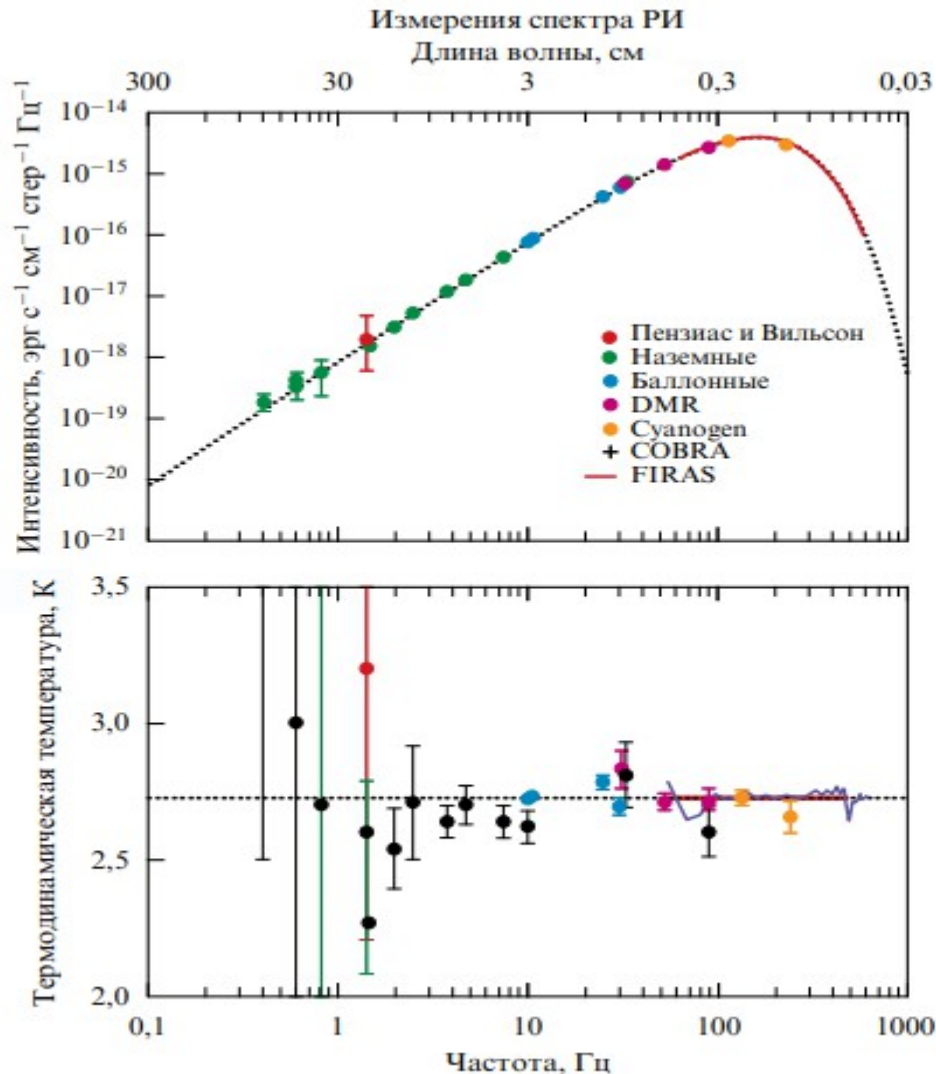 Измерения спектра РИ
Длина волны, см
300 30 3 0,3 0,03
Интенсивность, эрг с⁻¹ см⁻¹ стер⁻¹ Гц⁻¹
10⁻¹⁴
10⁻¹⁵
10⁻¹⁶
10⁻¹⁷
10⁻¹⁸
10⁻¹⁹
10⁻²⁰
10⁻²¹
Пензиас и Вильсон
Наземные
Баллонные
DMR
Cyanogen
COBRA
FIRAS
Термодинамическая температура, К
3,5
3,0
2,5
2,0
0,1 1 10 100 1000
Частота, Гц